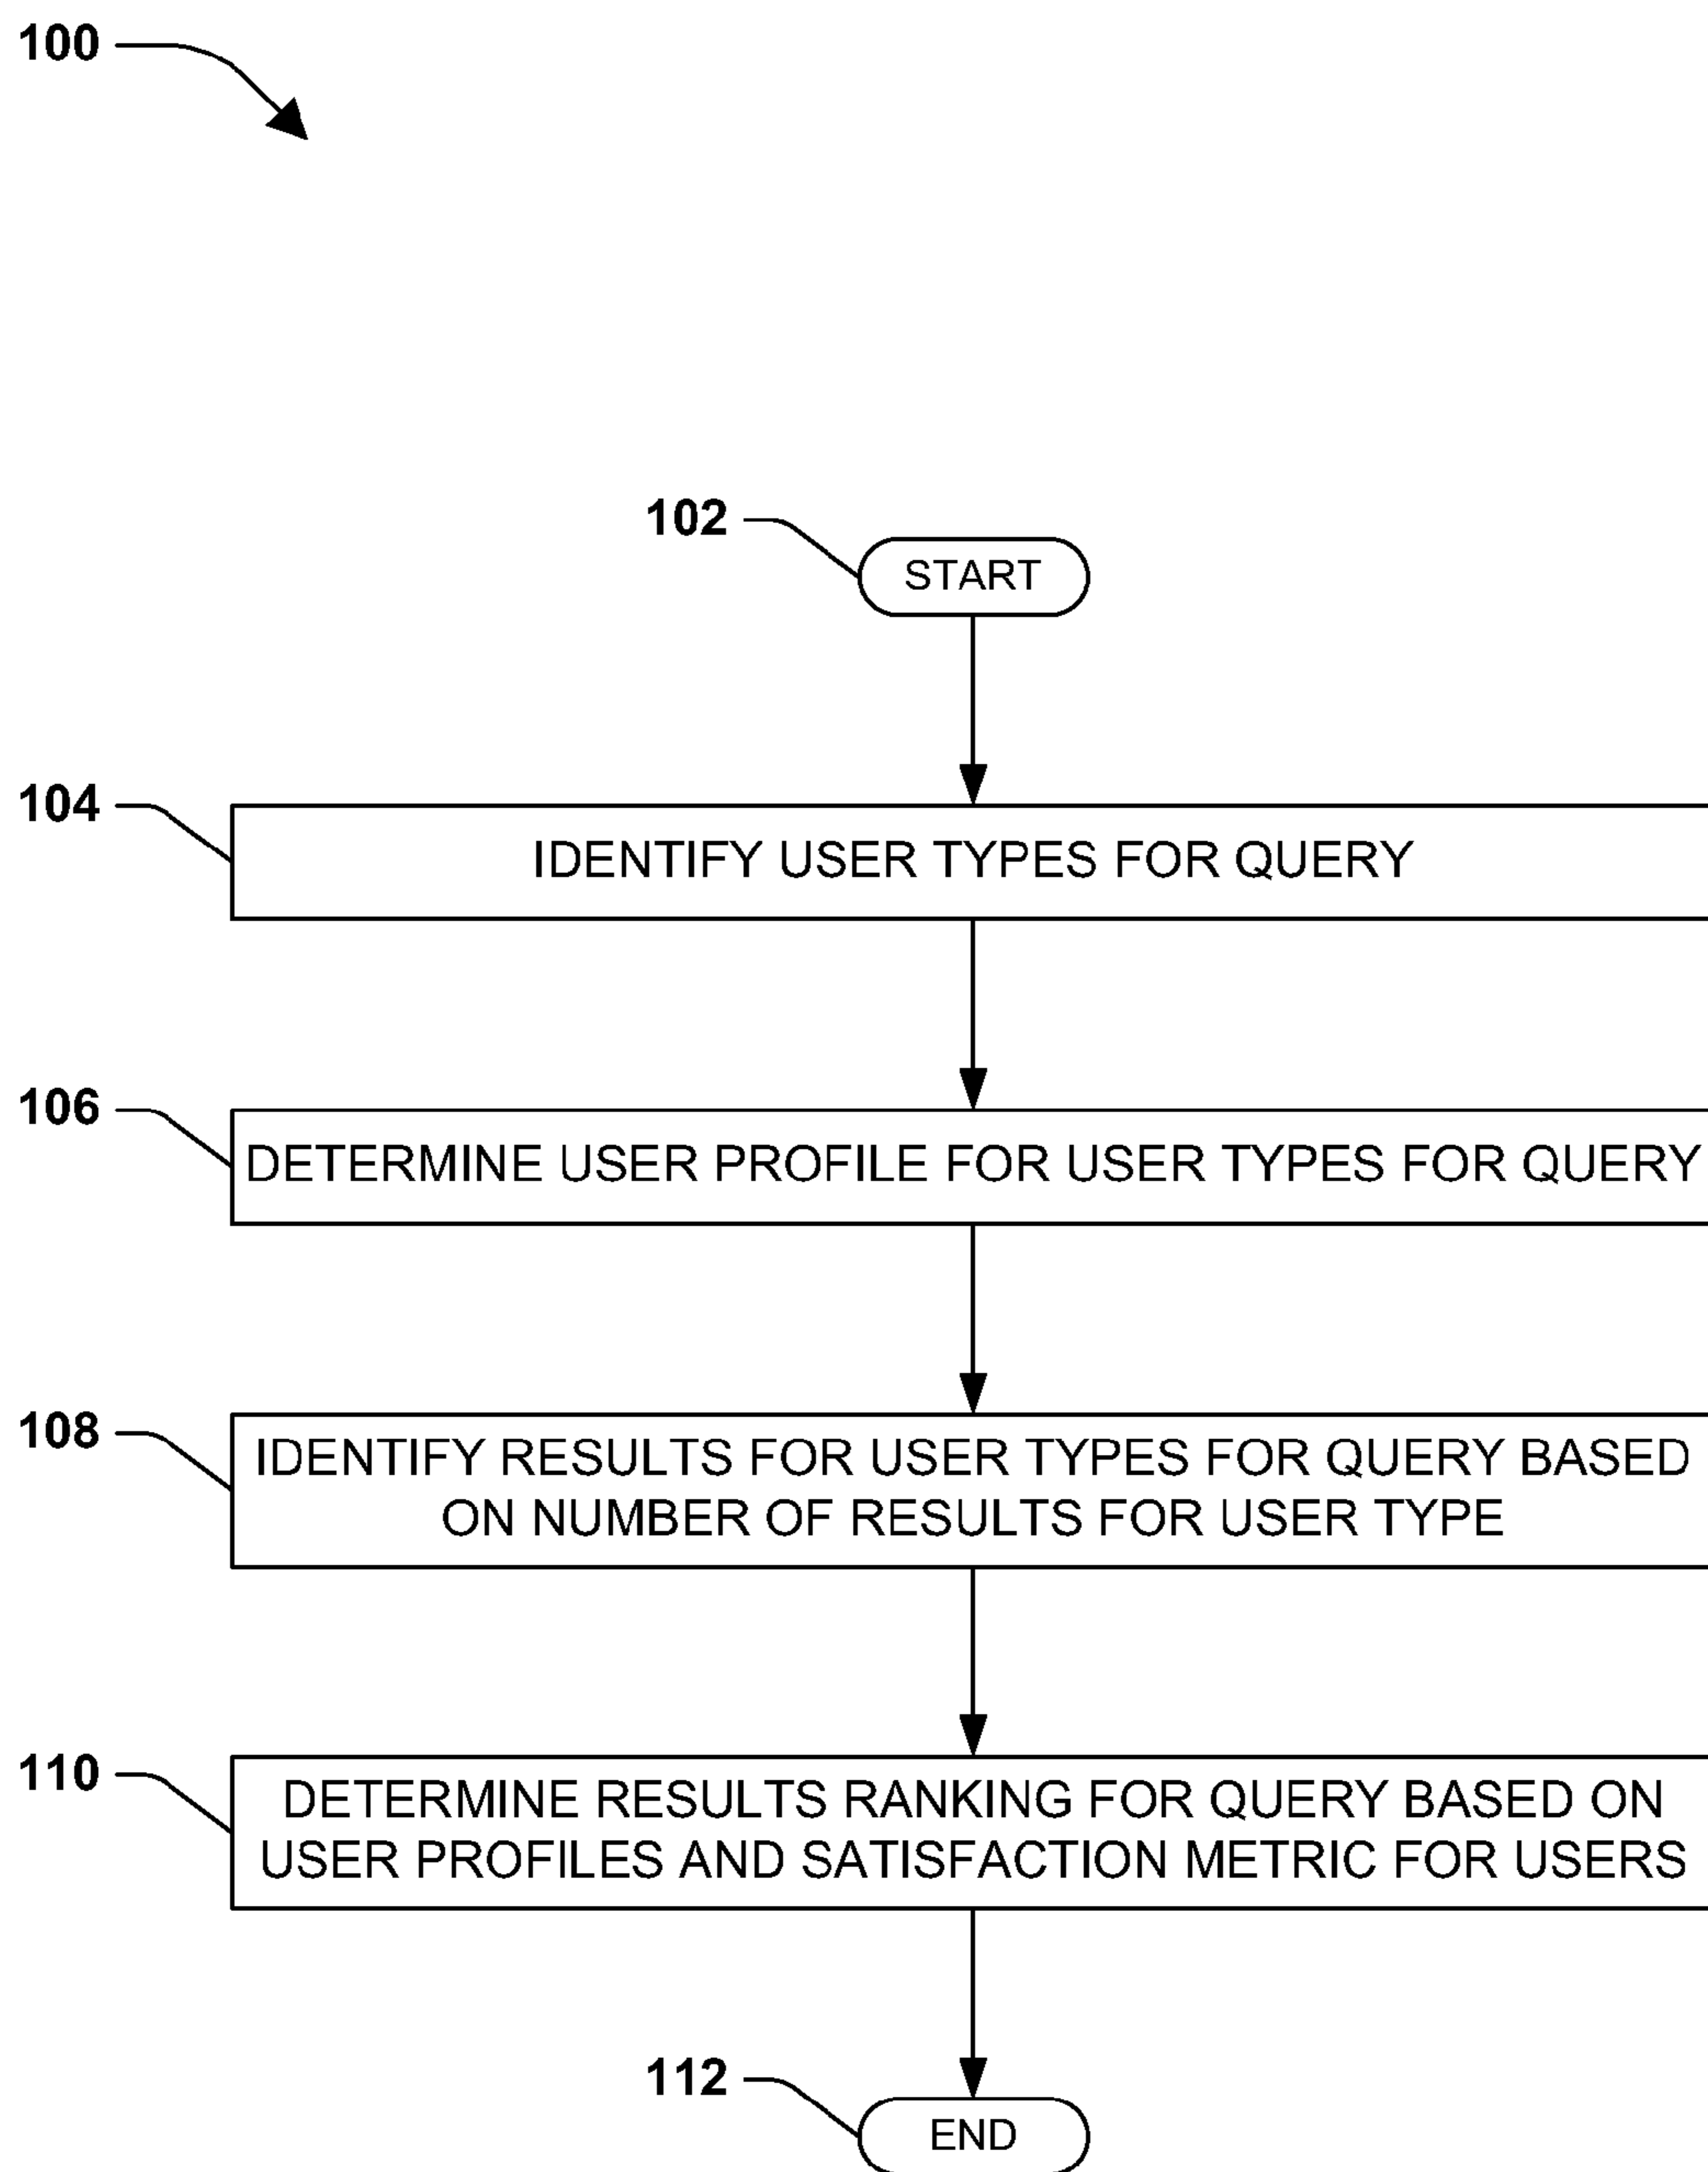 100
102
START
104
IDENTIFY USER TYPES FOR QUERY
106
DETERMINE USER PROFILE FOR USER TYPES FOR QUERY
108
IDENTIFY RESULTS FOR USER TYPES FOR QUERY BASED
ON NUMBER OF RESULTS FOR USER TYPE
110
DETERMINE RESULTS RANKING FOR QUERY BASED ON
USER PROFILES AND SATISFACTION METRIC FOR USERS
112
END